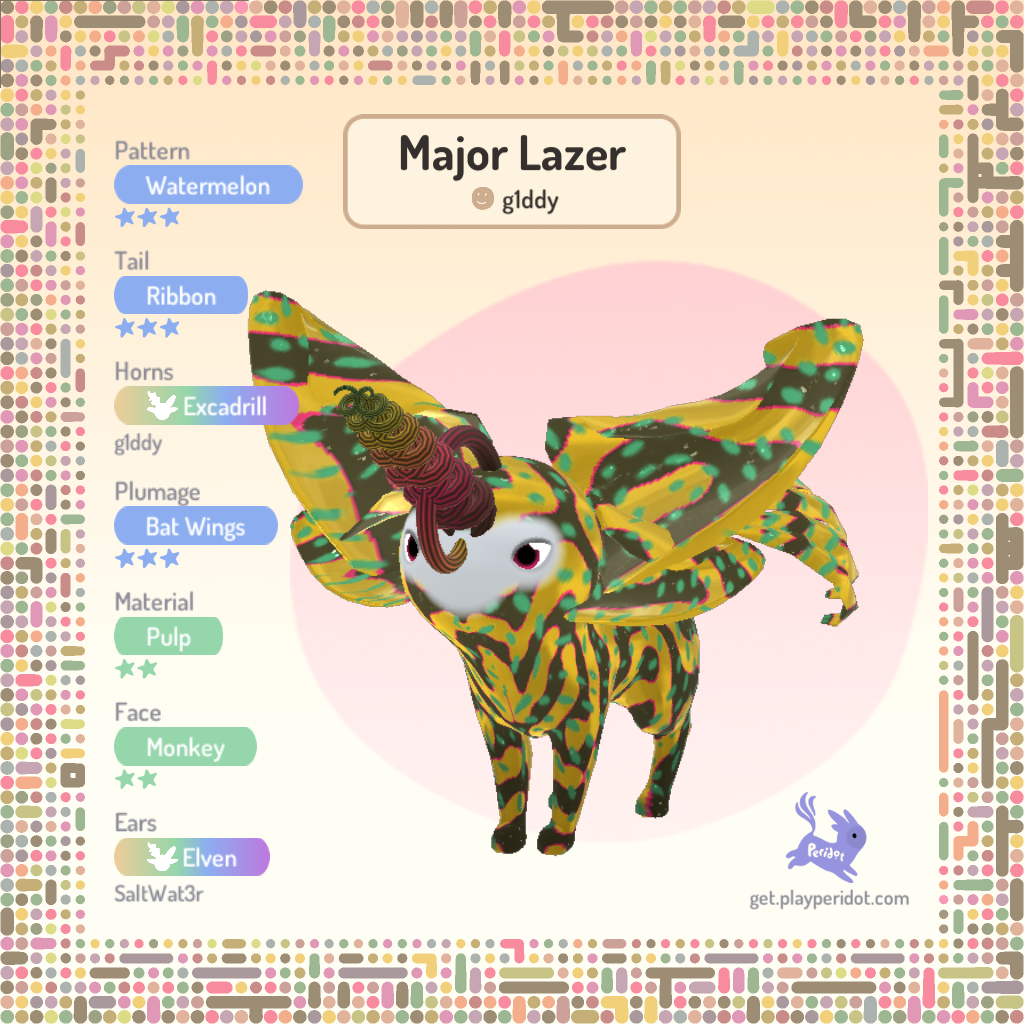 Major Lazer
g1ddy
Pattern
Watermelon
Tail
Ribbon
Horns
Excadrill
g1ddy
Plumage
Bat Wings
Material
Pulp
Face
Monkey
Ears
Elven
SaltWat3r
Peridot
get.playperidot.com